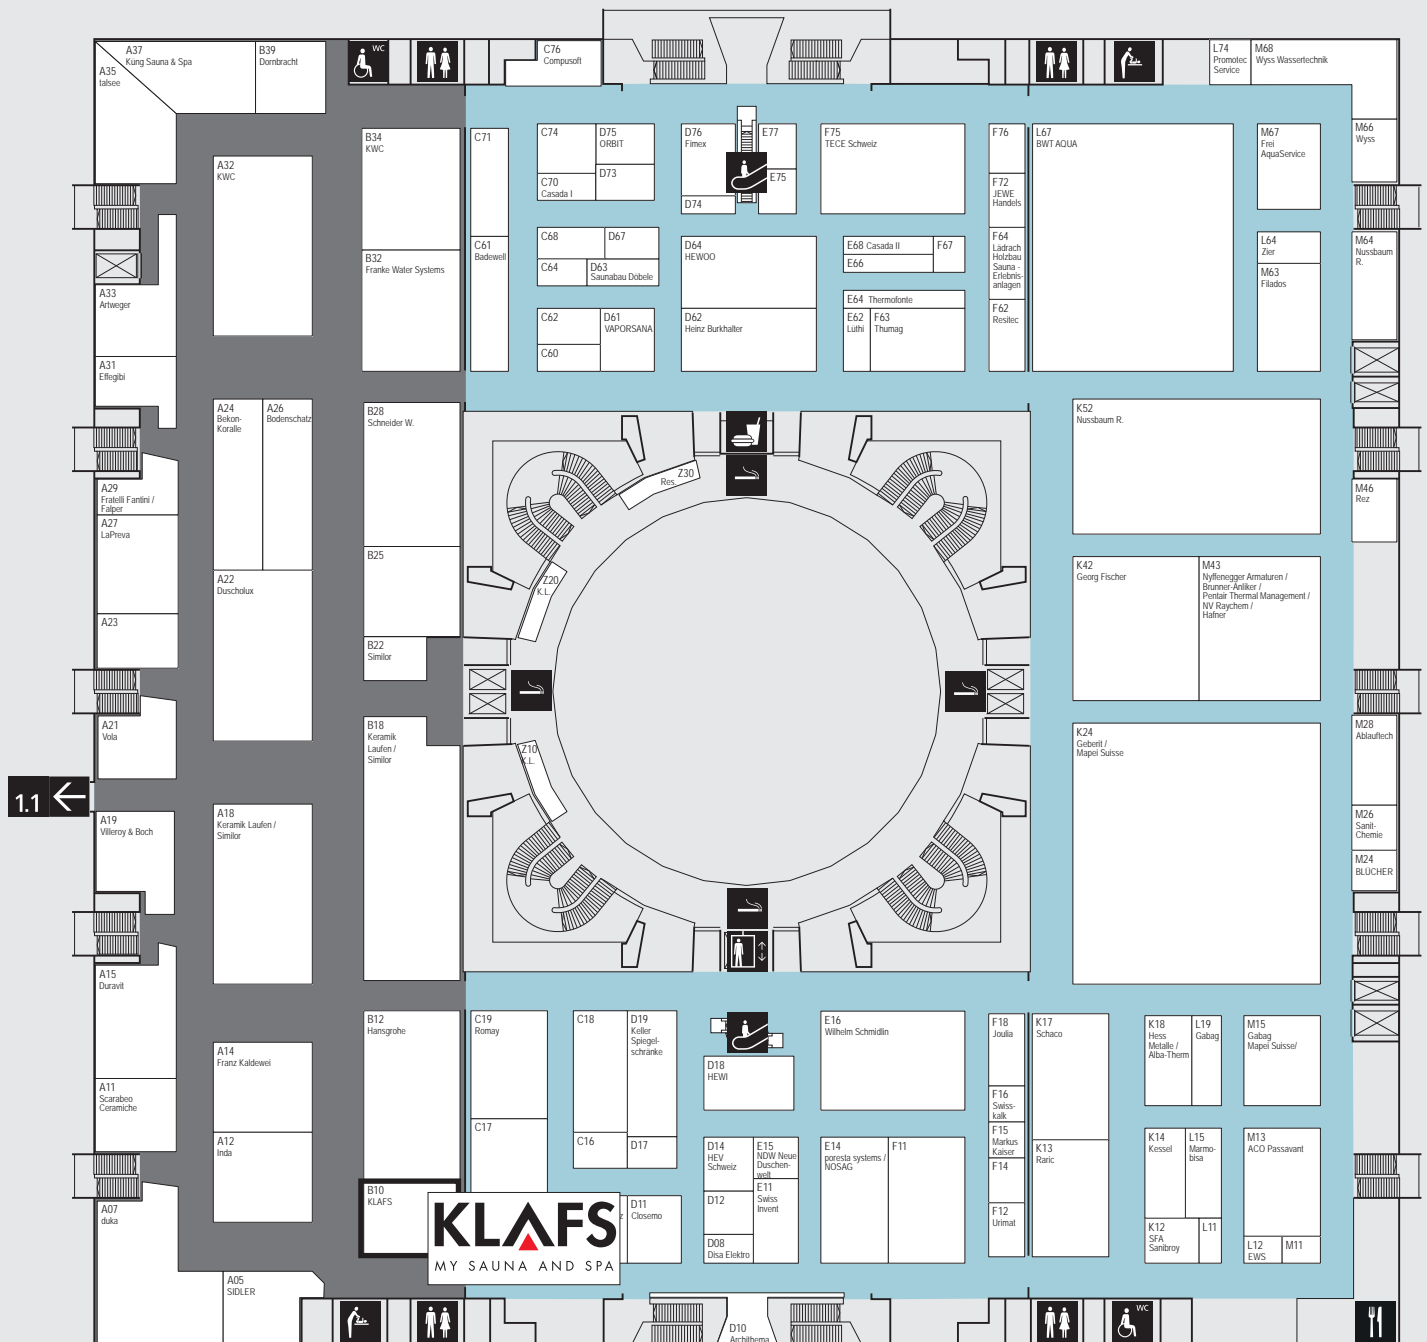 A37
Küng Sauna & Spa
A35
talsee
B39
Dornbracht
WC
C76
Compusoft
L74
Promotec
Service
M68
Wyss Wassertechnik
B34
KWC
C71
C74
D75
ORBIT
D73
C70
Casada I
D76
Fimex
D74
E77
E75
F75
TECE Schweiz
F76
F72
JEWE
Handels
L67
BWT AQUA
M67
Frei
AquaService
M66
Wyss
A32
KWC
C61
Badewell
C68
D67
C64
D63
Saunabau Döbele
D64
HEWOO
E68 Casada II
E66
F67
F64
Lädrach
Holzbau
Sauna -
Erlebnis-
anlagen
L64
Zier
M63
Filados
M64
Nussbaum
R.
B32
Franke Water Systems
A33
Artweger
C62
C60
D61
VAPORSANA
D62
Heinz Burkhalter
E64 Thermofonte
E62
Lüthi
F63
Thumag
F62
Resitec
A31
Effegibi
A24
Bekon-
Koralle
A26
Bodenschatz
B28
Schneider W.
K52
Nussbaum R.
A29
Fratelli Fantini /
Falper
Z30
Res.
M46
Rez
A27
LaPreva
B25
A22
Duscholux
Z20
K.L.
K42
Georg Fischer
M43
Nyffenegger Armaturen /
Brunner-Anliker /
Pentair Thermal Management /
NV Raychem /
Hafner
A23
B22
Similor
A21
Vola
B18
Keramik
Laufen /
Similor
Z10
K.L.
K24
Geberit /
Mapei Suisse
M28
Ablauftech
1.1
A19
Villeroy & Boch
A18
Keramik Laufen /
Similor
M26
Sanit-
Chemie
M24
BLÜCHER
A15
Duravit
B12
Hansgrohe
C19
Romay
C18
D19
Keller
Spiegel-
schränke
E16
Wilhelm Schmidlin
F18
Joulia
K17
Schaco
K18
Hess
Metalle /
Alba-Therm
L19
Gabag
M15
Gabag
Mapei Suisse/
A14
Franz Kaldewei
D18
HEWI
A11
Scarabeo
Ceramiche
F16
Swiss-
kalk
C17
C16
D17
F15
Markus
Kaiser
A12
Inda
D14
HEV
Schweiz
E15
NDW Neue
Duschen-
welt
E14
poresta systems /
NOSAG
F11
F14
K13
Raric
K14
Kessel
L15
Marmo-
bisa
M13
ACO Passavant
B10
KLAFS
E11
Swiss
Invent
D12
D11
Closemo
z
F12
Urimat
A07
duka
KLAFS
MY SAUNA AND SPA
K12
SFA
Sanibroy
L11
D08
Disa Elektro
L12
EWS
M11
A05
SIDLER
WC
D10
Architherma